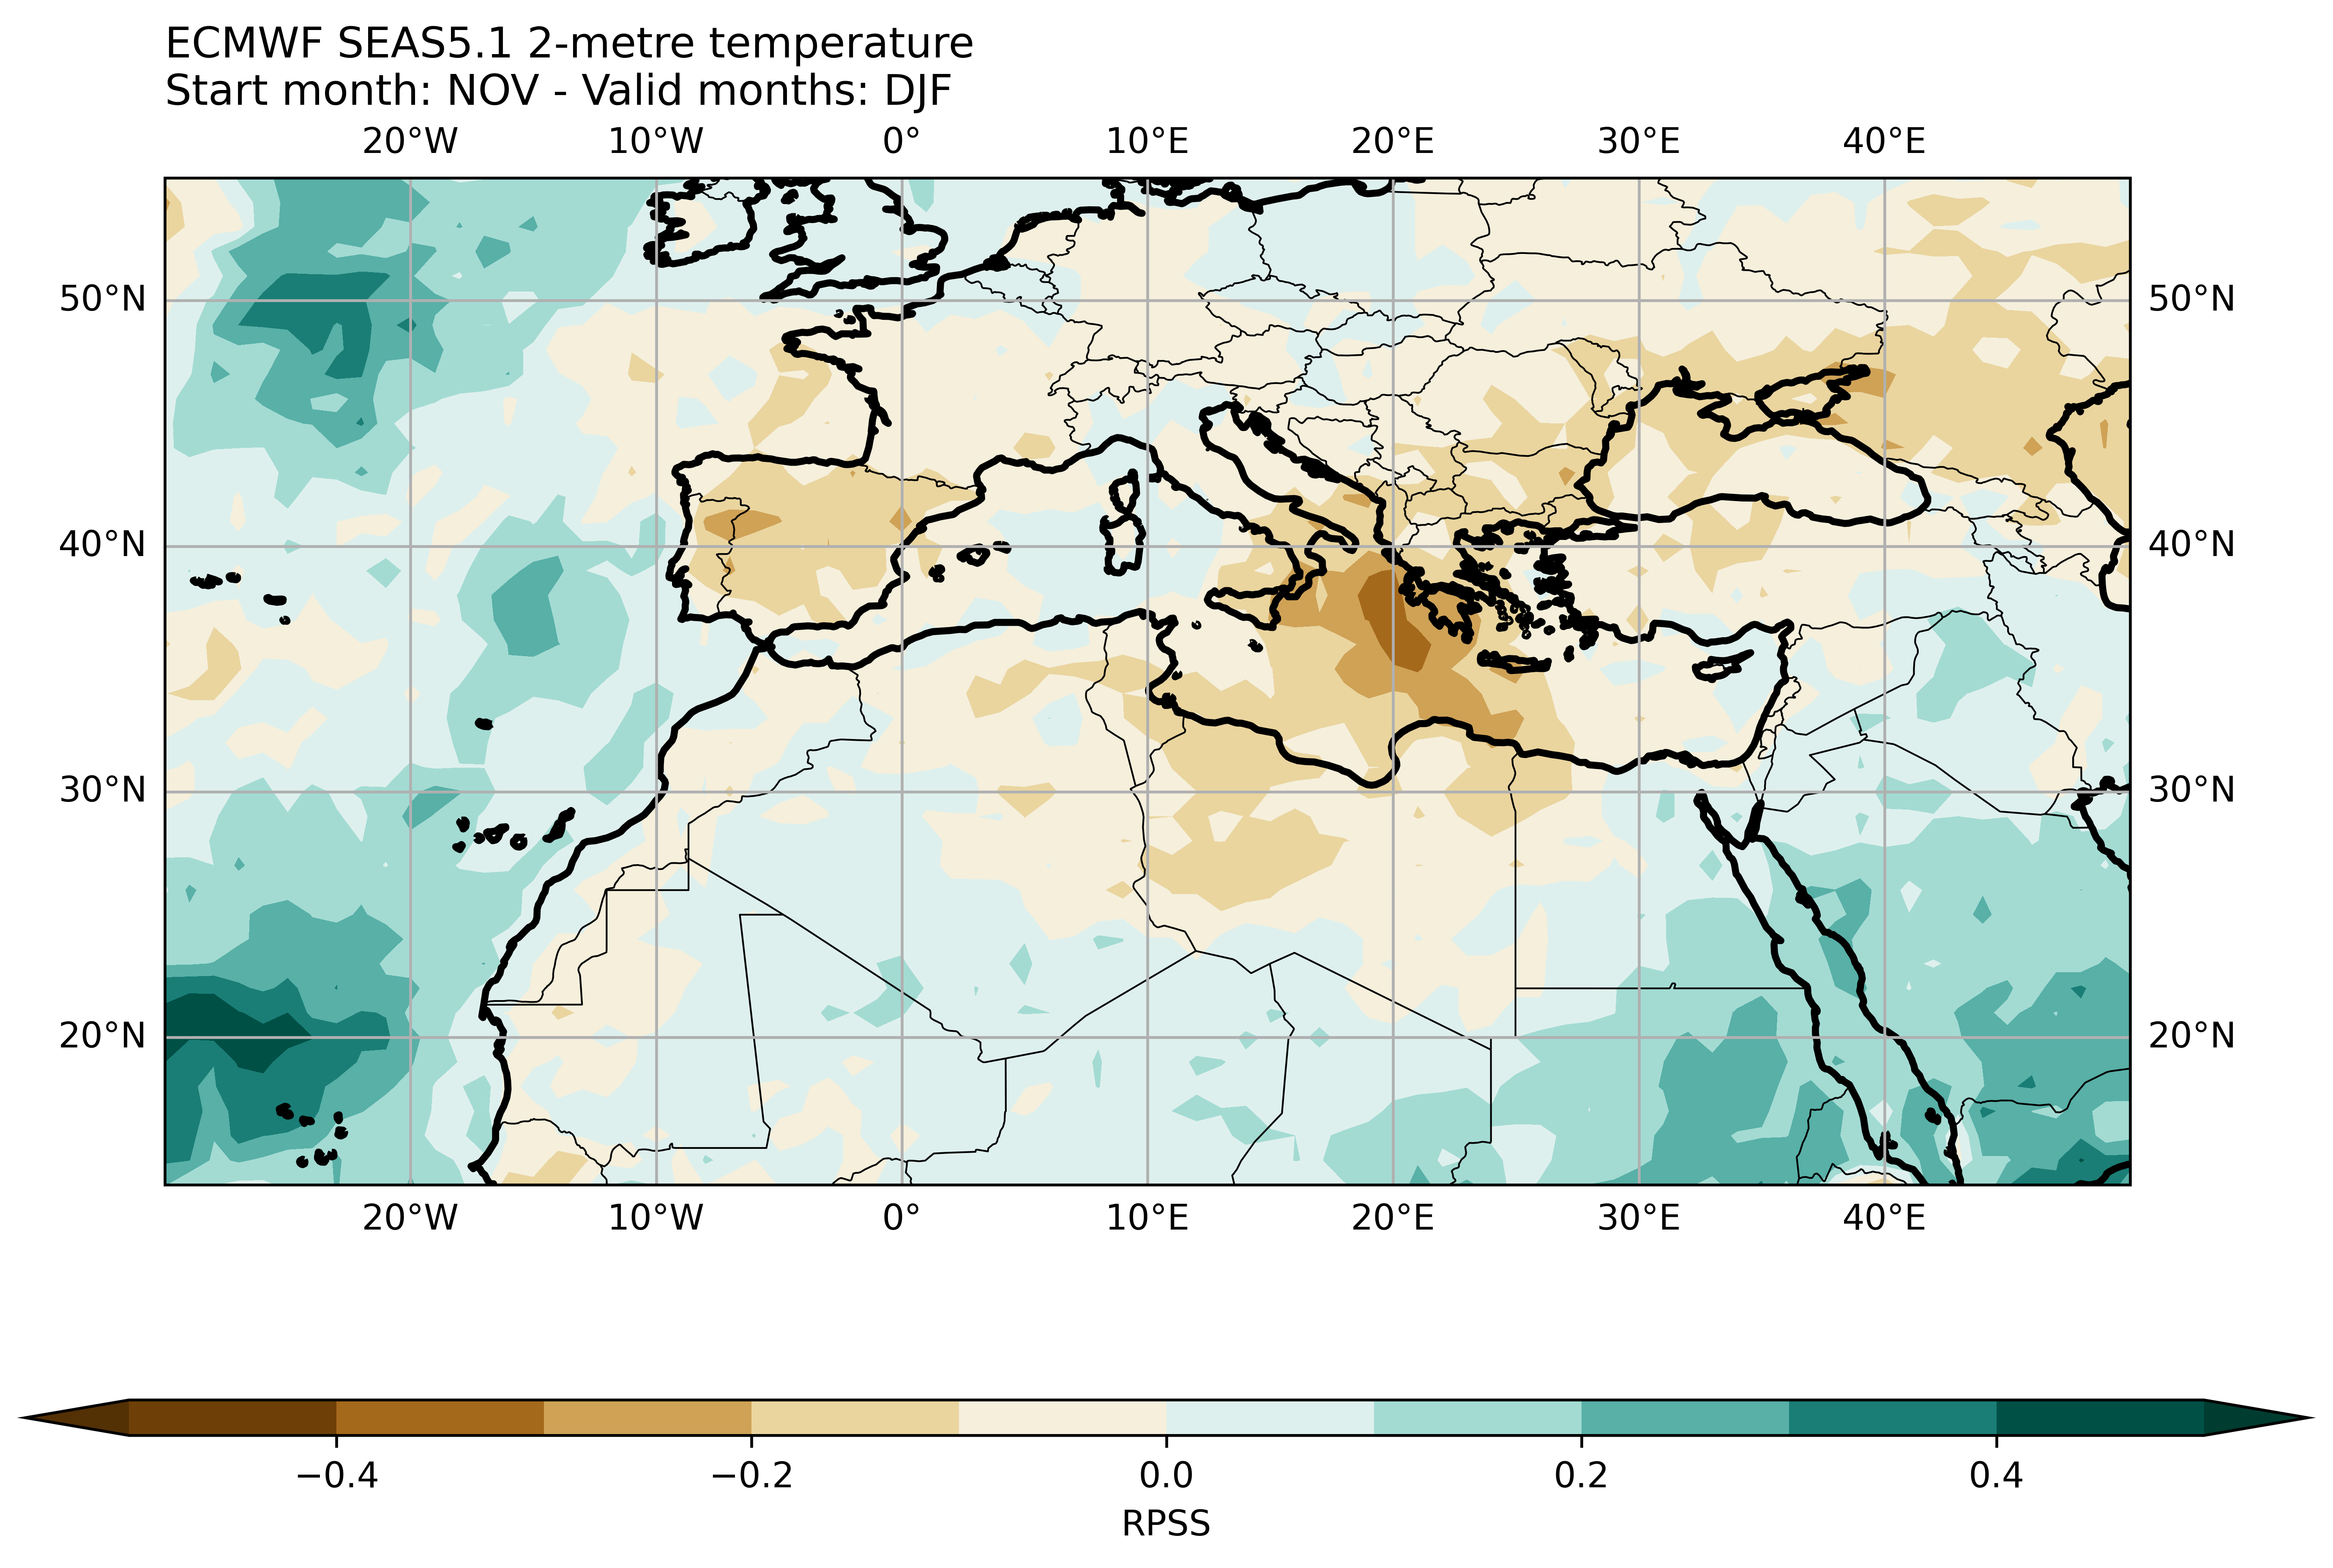 ECMWF SEAS5.1 2-metre temperature
Start month: NOV - Valid months: DJF
20°W 10°W 0° 10°E 20°E 30°E 40°E
50°N 50°N
40°N 40°N
30°N 30°N
20°N 20°N
20°W 10°W 0° 10°E 20°E 30°E 40°E
−0.4 −0.2 0.0 0.2 0.4
RPSS